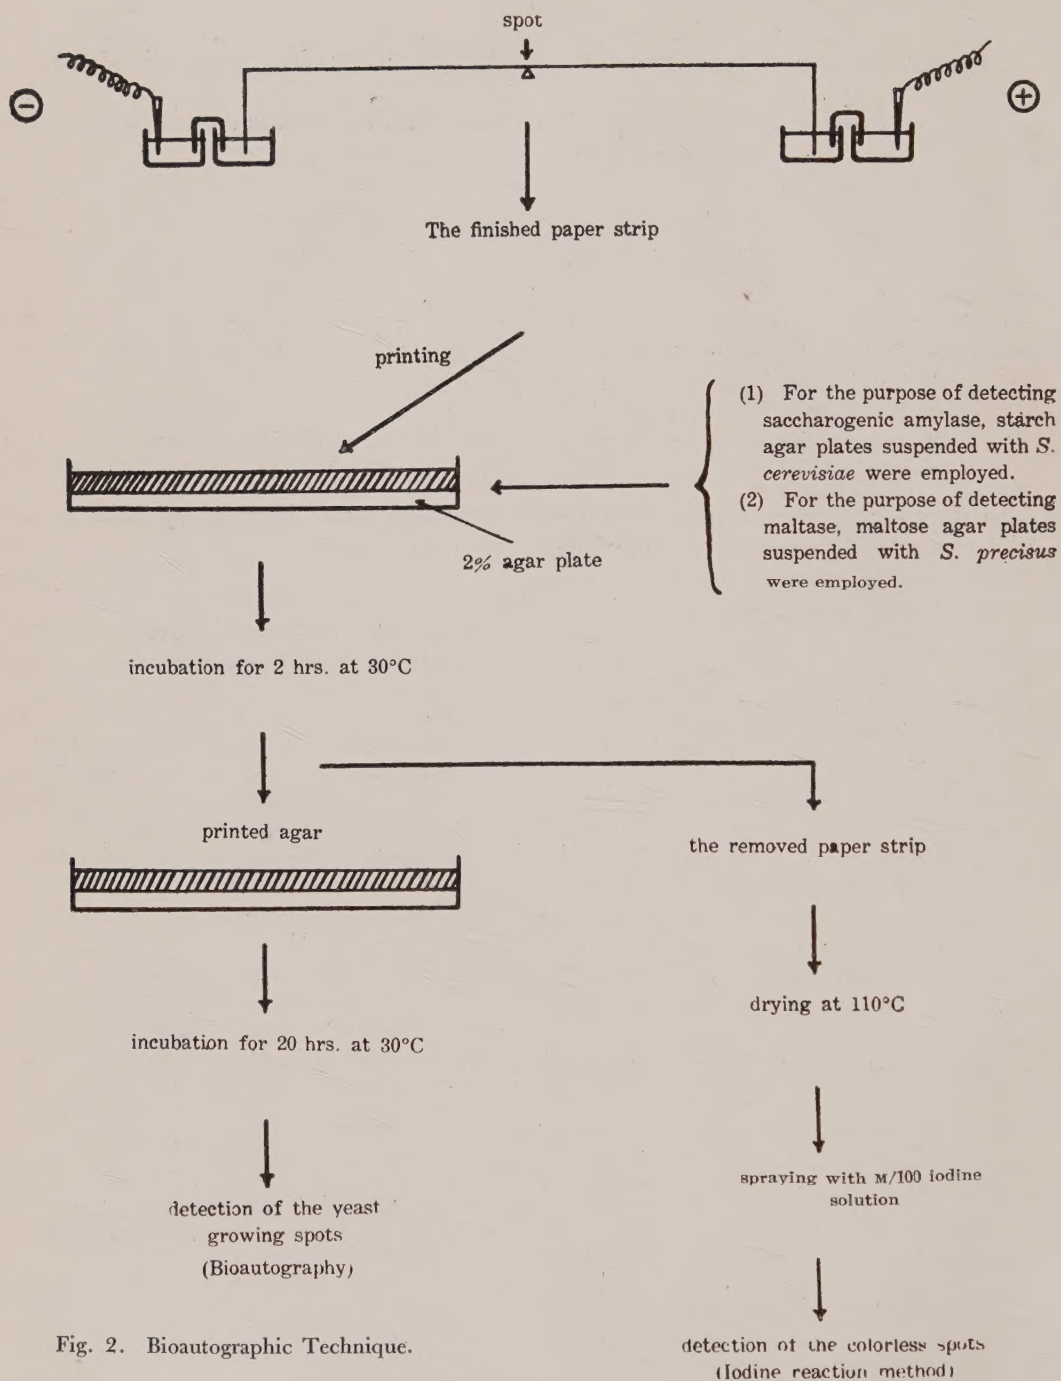 spot
⊖
⊕
The finished paper strip
printing
(1) For the purpose of detecting
saccharogenic amylase, starch
agar plates suspended with S.
cerevisiae were employed.
(2) For the purpose of detecting
maltase, maltose agar plates
suspended with S. precisus
were employed.
2% agar plate
incubation for 2 hrs. at 30°C
printed agar
the removed paper strip
drying at 110°C
incubation for 20 hrs. at 30°C
spraying with M/100 iodine
solution
detection of the yeast
growing spots
(Bioautography)
detection of the colorless spots
(Iodine reaction method)
Fig. 2. Bioautographic Technique.